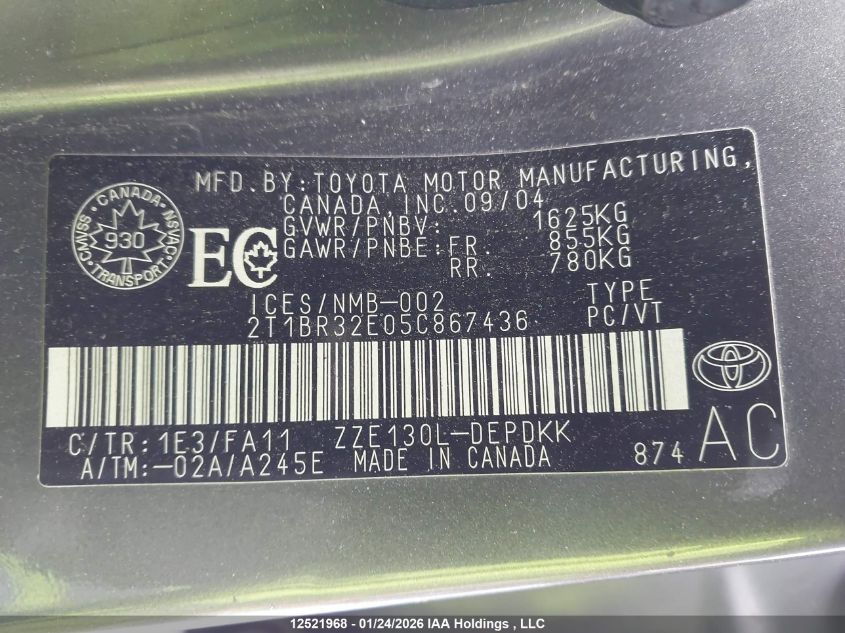 MFD.BY:TOYOTA MOTOR MANUFACTURING,
CANADA,INC.09/04
GVWR/PNBV: 1625KG
GAWR/PNBE:FR. 855KG
RR. 780KG
CANADA
CMVSS 930 NSVAC
TRANSPORT
EC
ICES/NMB-002 TYPE
2T1BR32E05C867436 PC/VT
C/TR:1E3/FA11 ZZE130L-DEPDKK
A/TM:-02A/A245E MADE IN CANADA 874 AC
12521968 - 01/24/2026 IAA Holdings , LLC